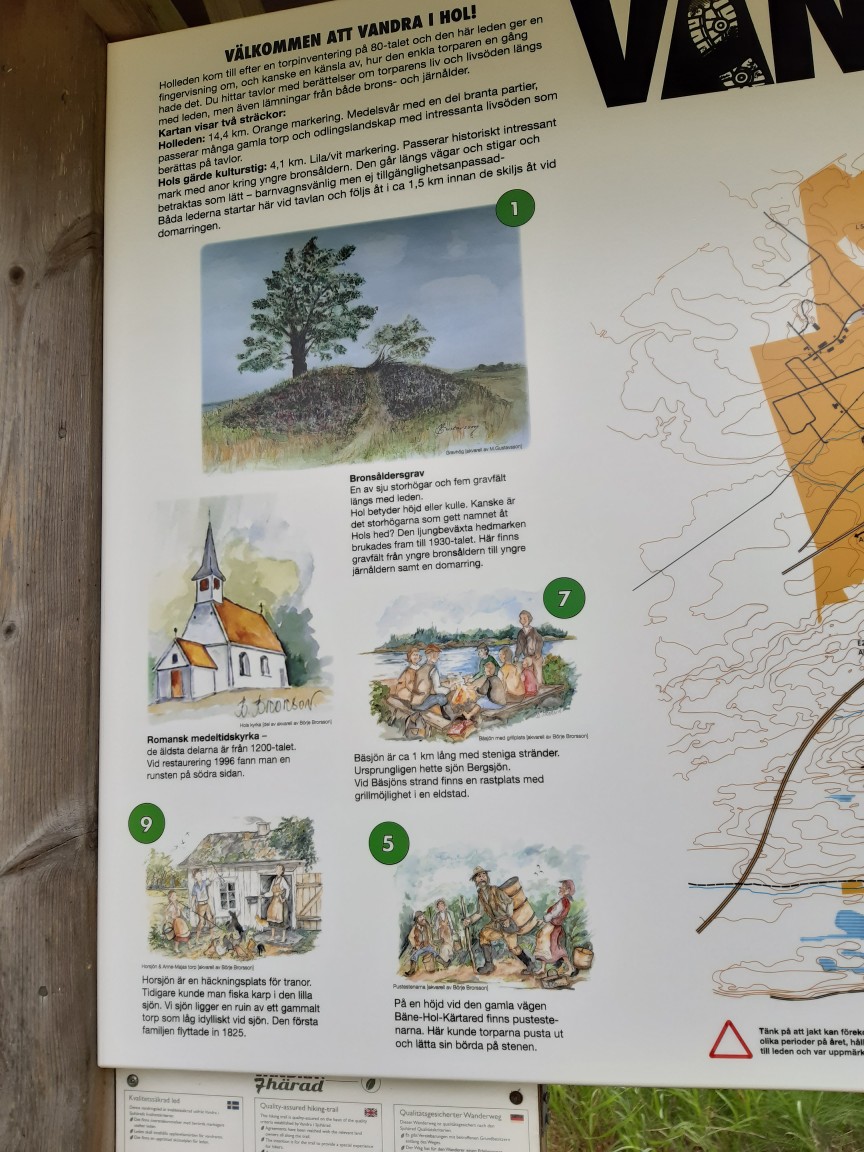 VÄLKOMMEN ATT VANDRA I HOL!
Holleden kom till efter en torpinventering på 80-talet och den här leden ger en
fingervisning om, och kanske en känsla av, hur den enkla torparen en gång
hade det. Du hittar tavlor med berättelser om torparens liv och livsöden längs
med leden, men även lämningar från både brons- och järnålder.
Kartan visar två sträckor:
Holleden: 14,4 km. Orange markering. Medelsvår med en del branta partier,
passerar många gamla torp och odlingslandskap med intressanta livsöden som
berättas på tavlor.
Hols gärde kulturstig: 4,1 km. Lila/vit markering. Passerar historiskt intressant
mark med anor kring yngre bronsåldern. Den går längs vägar och stigar och
betraktas som lätt – barnvagnsvänlig men ej tillgänglighetsanpassad-
Båda lederna startar här vid tavlan och följs åt i ca 1,5 km innan de skiljs åt vid
domarringen.
VAN
1
Gravhög [akvarell av M Gustavsson]
Bronsåldersgrav
En av sju storhögar och fem gravfält
längs med leden.
Hol betyder höjd eller kulle. Kanske är
det storhögarna som gett namnet åt
Hols hed? Den ljungbeväxta hedmarken
brukades fram till 1930-talet. Här finns
gravfält från yngre bronsåldern till yngre
järnåldern samt en domarring.
B BRORSON
Hols kyrka [del av akvarell av Börje Brorsson]
Romansk medeltidskyrka –
de äldsta delarna är från 1200-talet.
Vid restaurering 1996 fann man en
runsten på södra sidan.
7
Bäsjön med grillplats [akvarell av Börje Brorsson]
Bäsjön är ca 1 km lång med steniga stränder.
Ursprungligen hette sjön Bergsjön.
Vid Bäsjöns strand finns en rastplats med
grillmöjlighet i en eldstad.
9
Horsjön & Anna-Majas torp [akvarell av Börje Brorsson]
Horsjön är en häckningsplats för tranor.
Tidigare kunde man fiska karp i den lilla
sjön. Vi sjön ligger en ruin av ett gammalt
torp som låg idylliskt vid sjön. Den första
familjen flyttade in 1825.
5
Pustestenarna [akvarell av Börje Brorsson]
På en höjd vid den gamla vägen
Bäne-Hol-Kärtared finns pusteste-
narna. Här kunde torparna pusta ut
och lätta sin börda på stenen.
Tänk på att jakt kan föreko
olika perioder på året, håll
till leden och var uppmärk
7härad
Kvalitetssäkrad led
Quality-assured hiking-trail
Qualitätsgesicherter Wanderweg